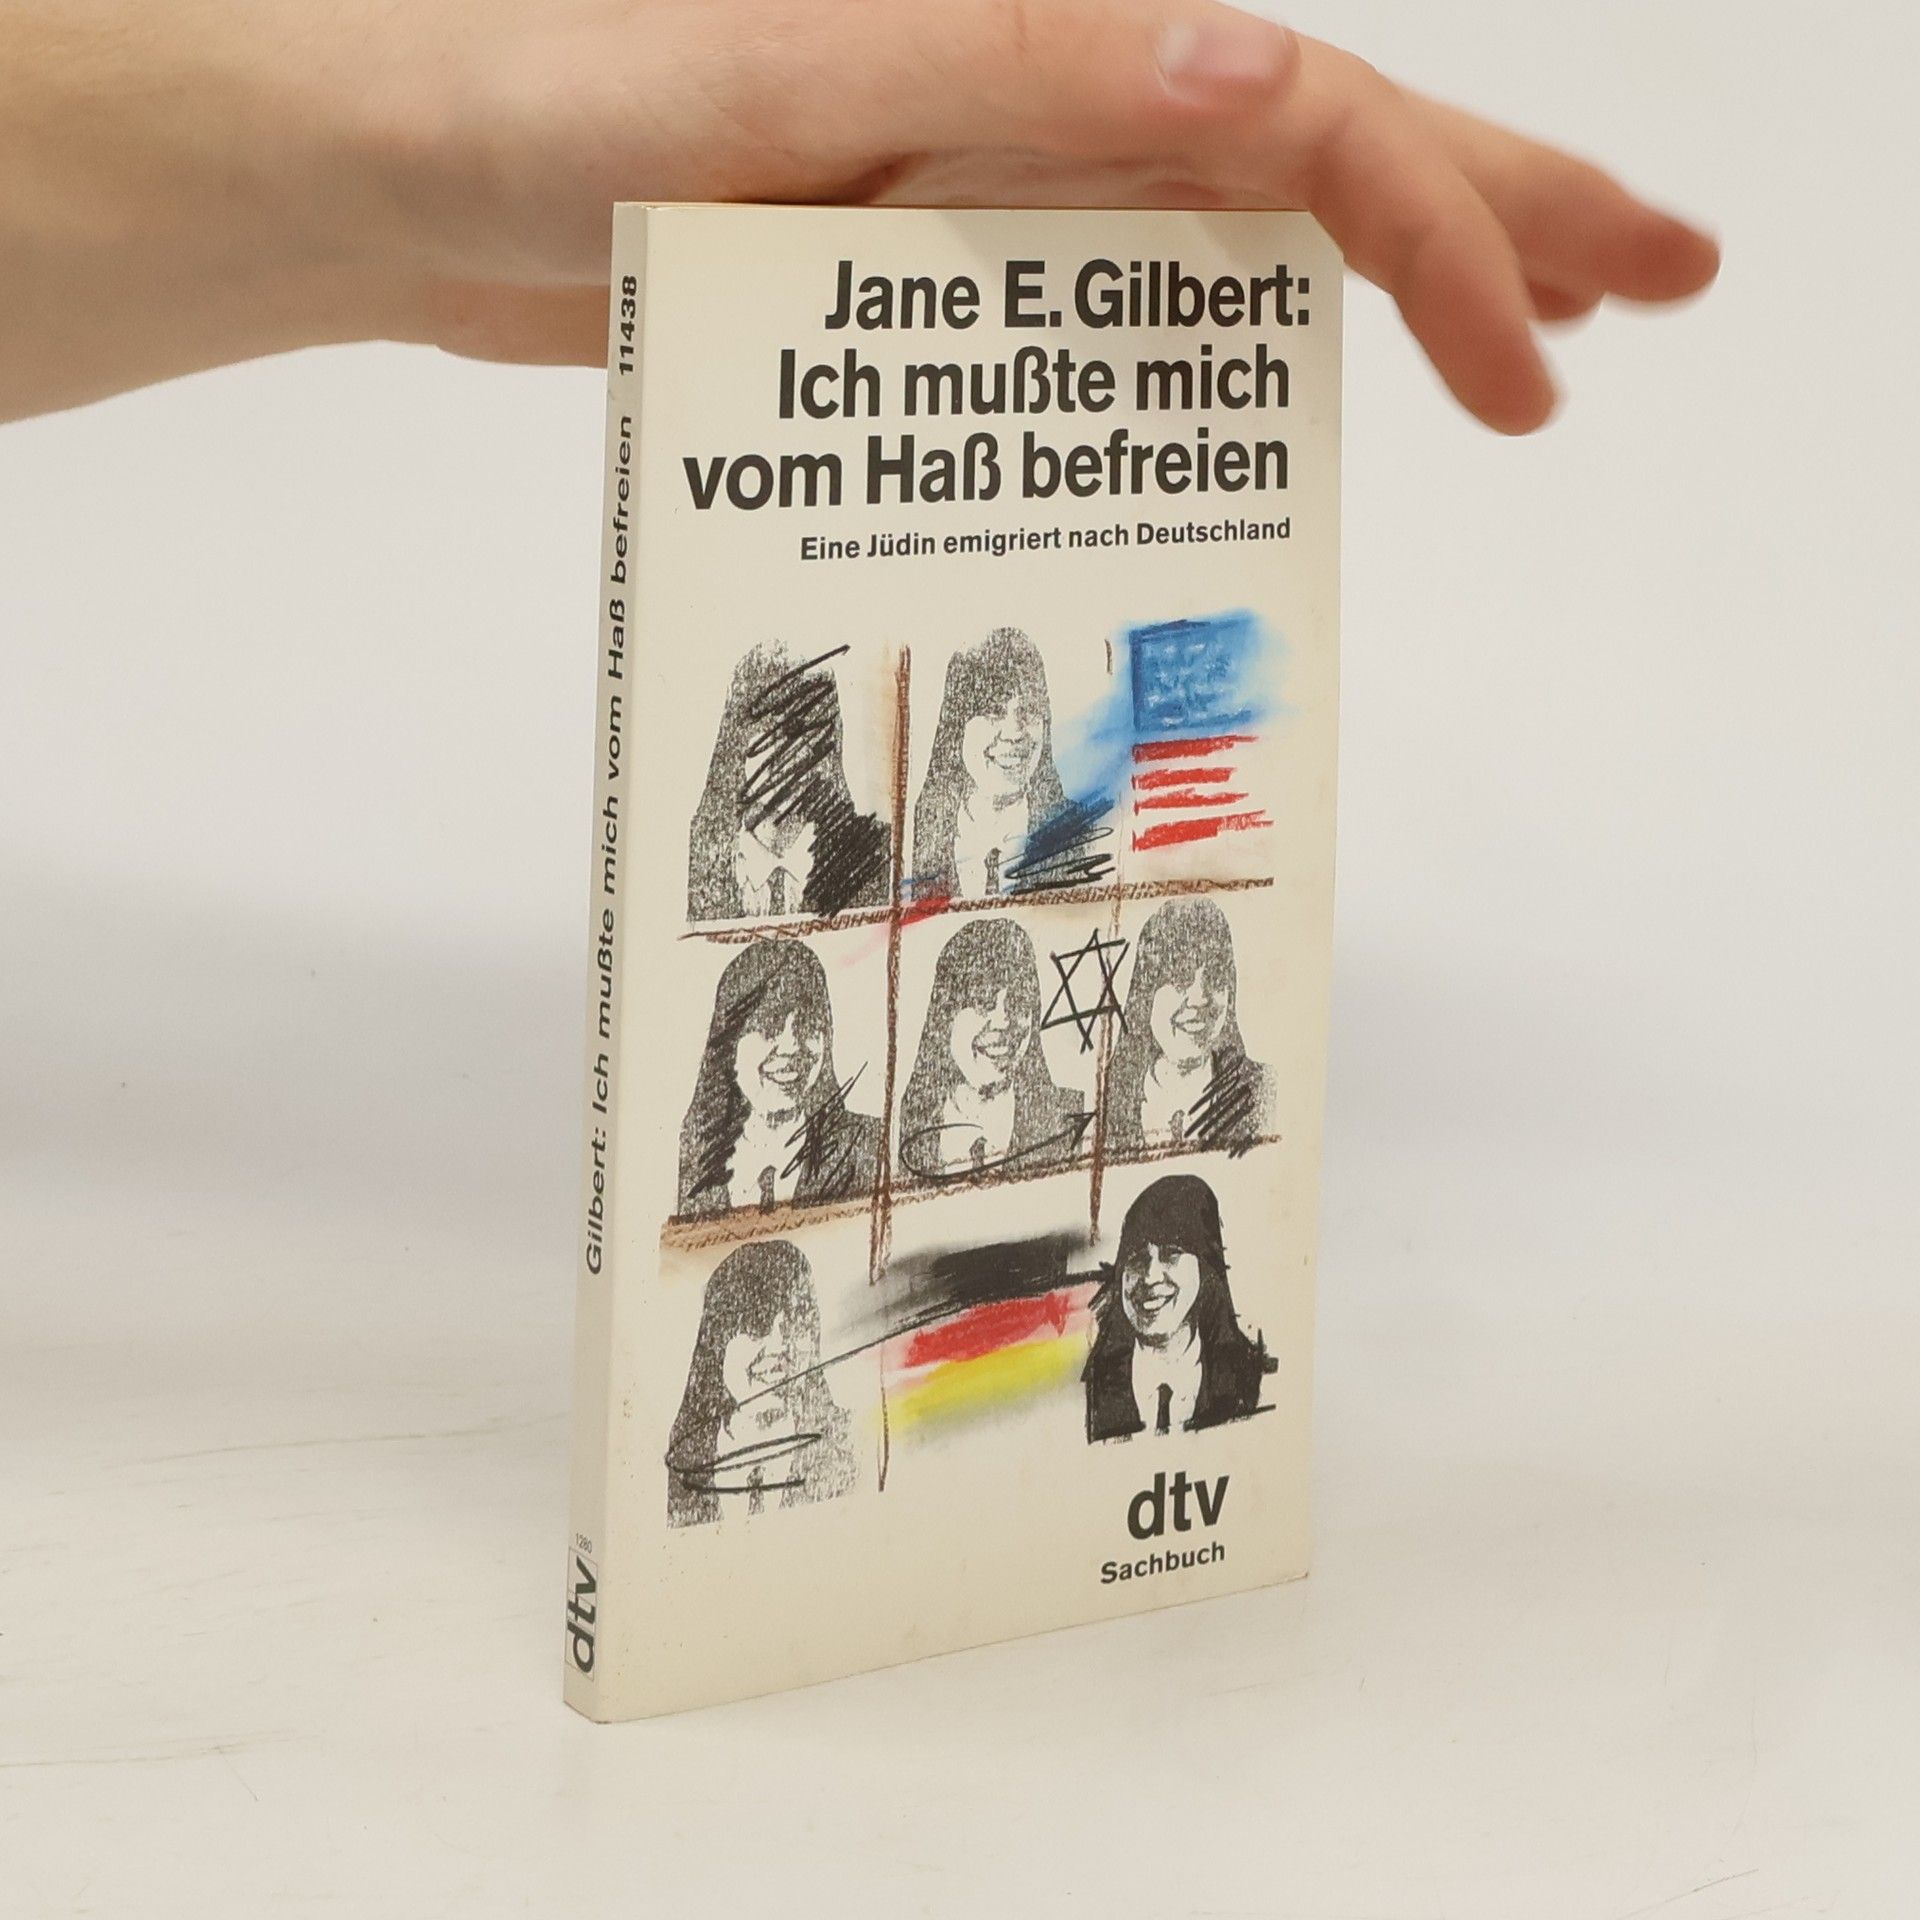 Jane E. Gilbert:
Ich mußte mich
vom Haß befreien
Eine Jüdin emigriert nach Deutschland
dtv
Sachbuch
Gilbert: Ich mußte mich vom Haß befreien 11438
1280
dtv